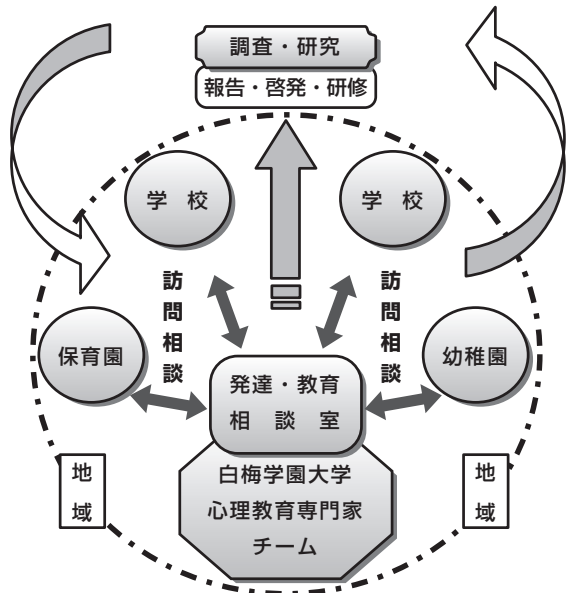 調査・研究
報告・啓発・研修
学 校
学 校
訪問相談
訪問相談
保育園
幼稚園
発達・教育
相 談 室
地域
地域
白梅学園大学
心理教育専門家
チーム